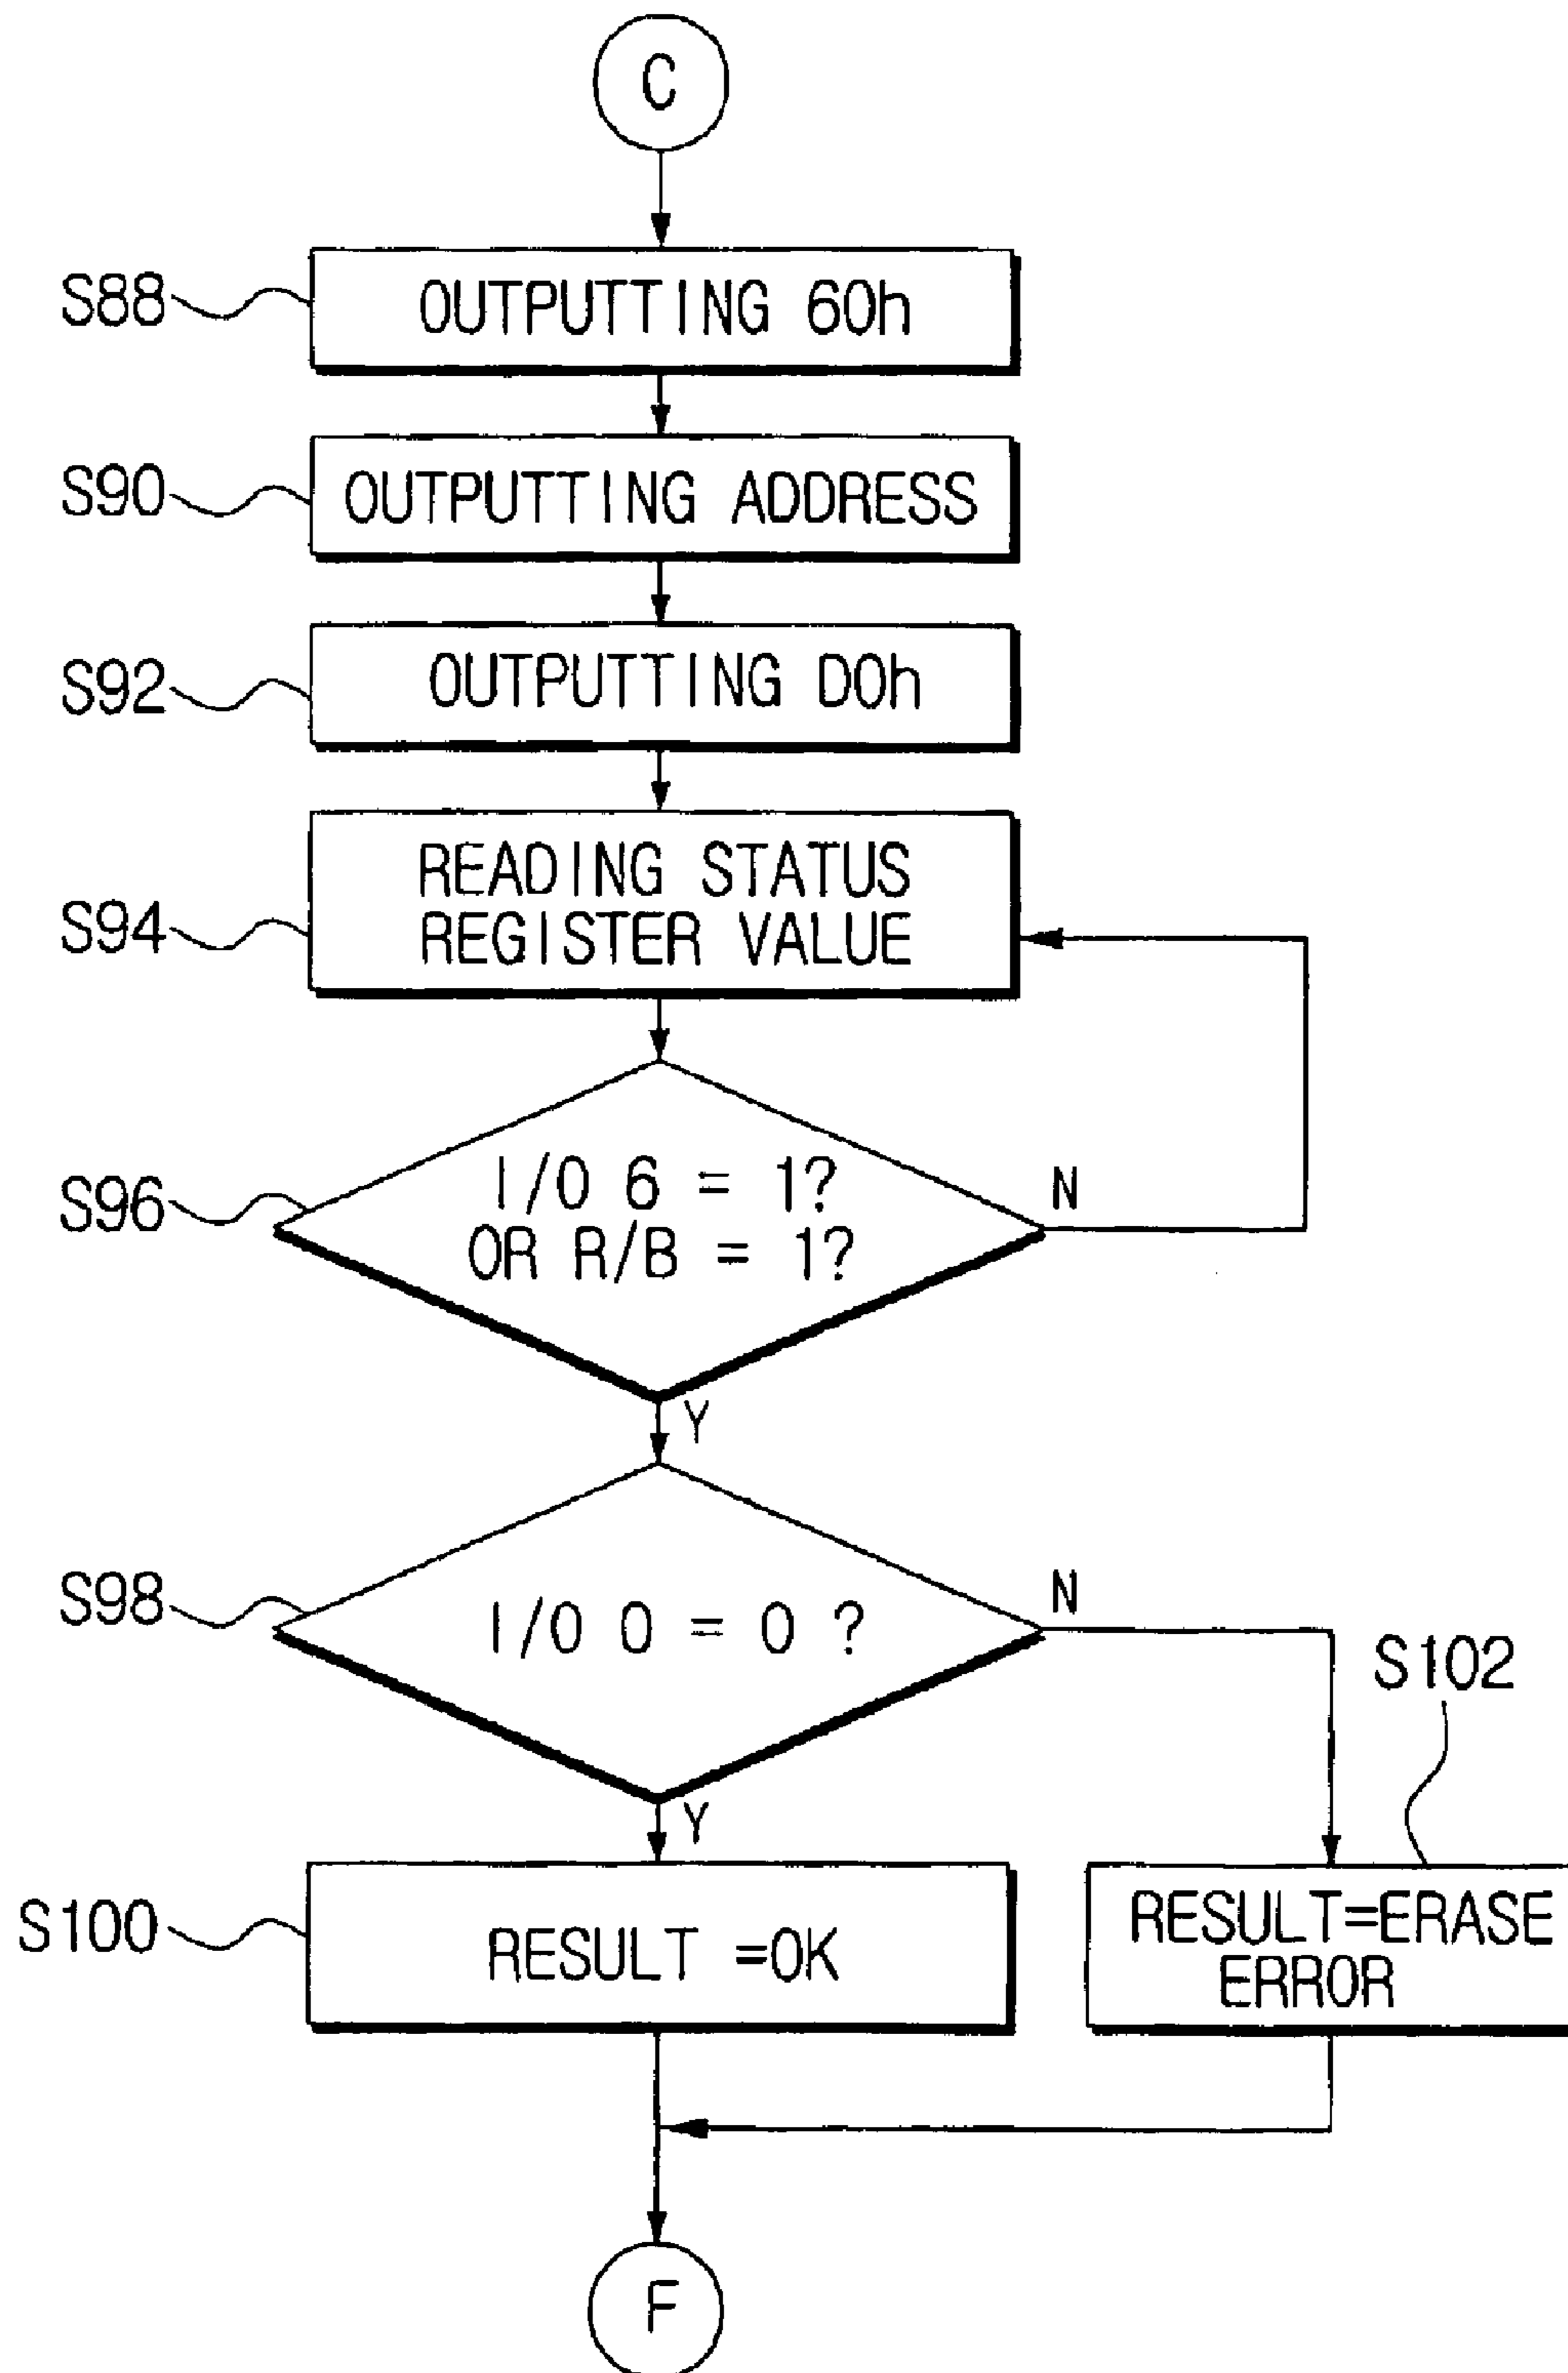 C
S88
OUTPUTTING 60h
S90
OUTPUTTING ADDRESS
S92
OUTPUTTING D0h
S94
READING STATUS
REGISTER VALUE
S96
I/O 6 = 1?
OR R/B = 1?
N
Y
S98
I/O 0 = 0 ?
N
S102
Y
S100
RESULT =OK
RESULT=ERASE
ERROR
F